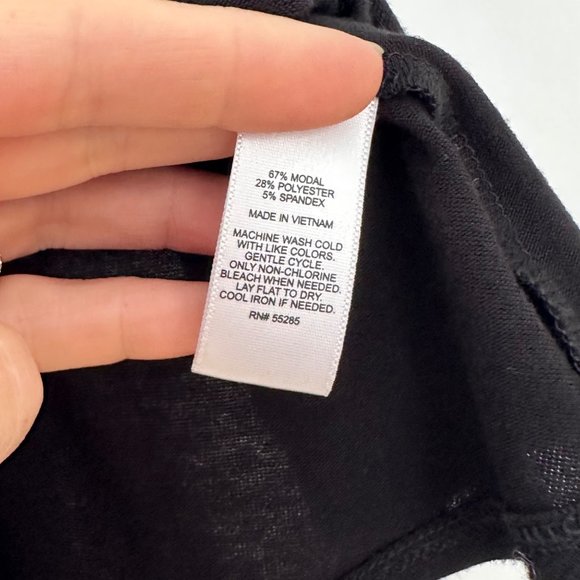 67% MODAL
28% POLYESTER
5% SPANDEX
MADE IN VIETNAM
MACHINE WASH COLD
WITH LIKE COLORS.
GENTLE CYCLE.
ONLY NON-CHLORINE
BLEACH WHEN NEEDED.
LAY FLAT TO DRY.
COOL IRON IF NEEDED.
RN# 55285